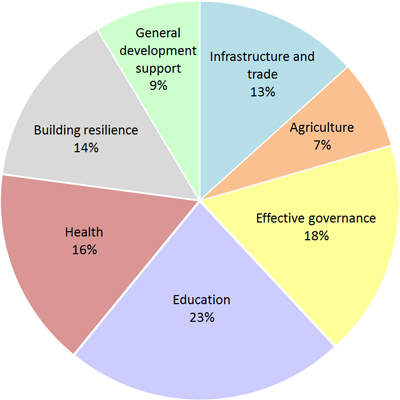 General
development
support
9%
Infrastructure and
trade
13%
Agriculture
7%
Effective governance
18%
Education
23%
Health
16%
Building resilience
14%